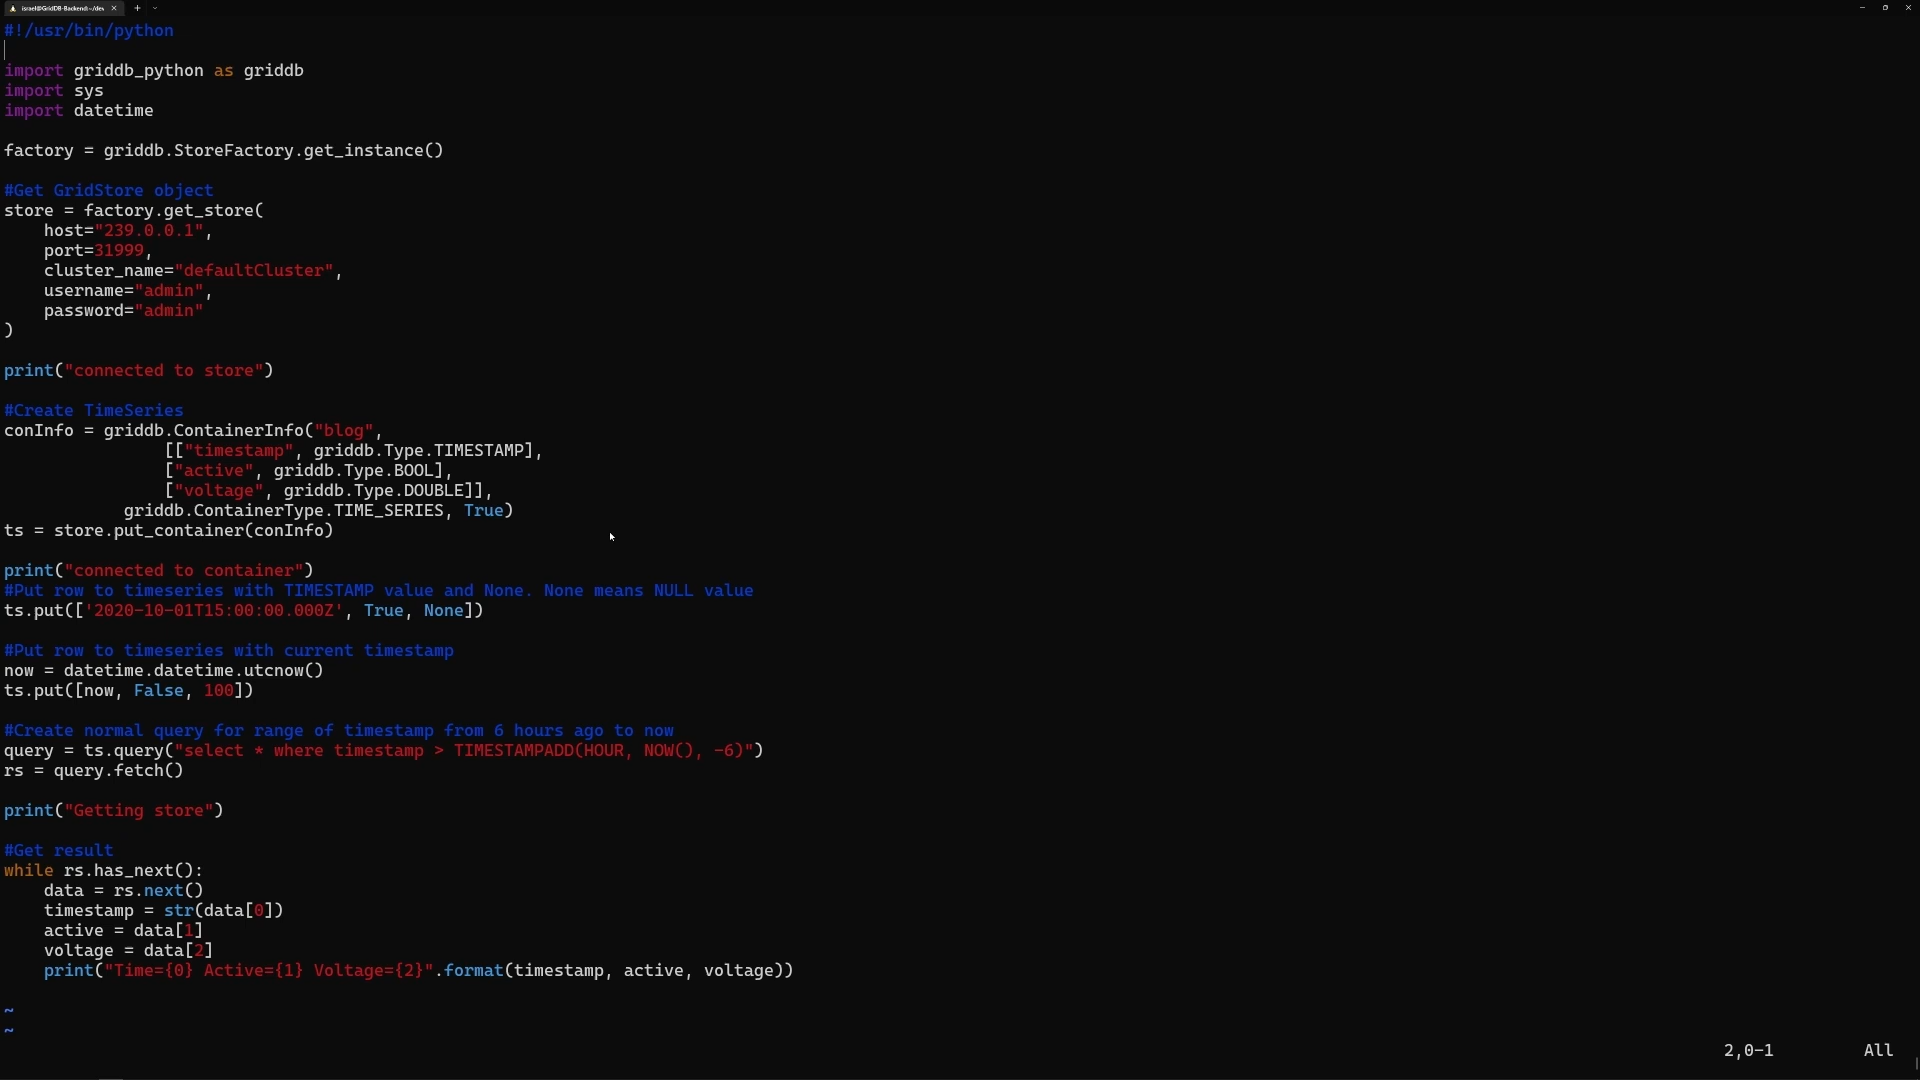 israel@GridDB-Backend:~/dev
#!/usr/bin/python
import griddb_python as griddb
import sys
import datetime
factory = griddb.StoreFactory.get_instance()
#Get GridStore object
store = factory.get_store(
    host="239.0.0.1",
    port=31999,
    cluster_name="defaultCluster",
    username="admin",
    password="admin"
)
print("connected to store")
#Create TimeSeries
conInfo = griddb.ContainerInfo("blog",
                [["timestamp", griddb.Type.TIMESTAMP],
                ["active", griddb.Type.BOOL],
                ["voltage", griddb.Type.DOUBLE]],
            griddb.ContainerType.TIME_SERIES, True)
ts = store.put_container(conInfo)
print("connected to container")
#Put row to timeseries with TIMESTAMP value and None. None means NULL value
ts.put(['2020-10-01T15:00:00.000Z', True, None])
#Put row to timeseries with current timestamp
now = datetime.datetime.utcnow()
ts.put([now, False, 100])
#Create normal query for range of timestamp from 6 hours ago to now
query = ts.query("select * where timestamp > TIMESTAMPADD(HOUR, NOW(), -6)")
rs = query.fetch()
print("Getting store")
#Get result
while rs.has_next():
    data = rs.next()
    timestamp = str(data[0])
    active = data[1]
    voltage = data[2]
    print("Time={0} Active={1} Voltage={2}".format(timestamp, active, voltage))
~
~
2,0-1 All